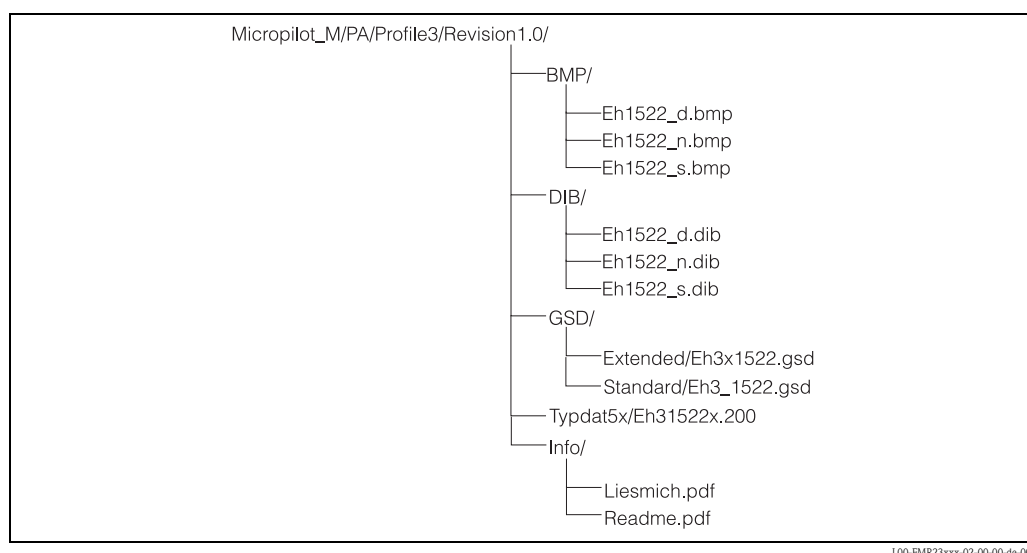 Micropilot_M/PA/Profile3/Revision1.0/
BMP/
Eh1522_d.bmp
Eh1522_n.bmp
Eh1522_s.bmp
DIB/
Eh1522_d.dib
Eh1522_n.dib
Eh1522_s.dib
GSD/
Extended/Eh3x1522.gsd
Standard/Eh3_1522.gsd
Typdat5x/Eh31522x.200
Info/
Liesmich.pdf
Readme.pdf